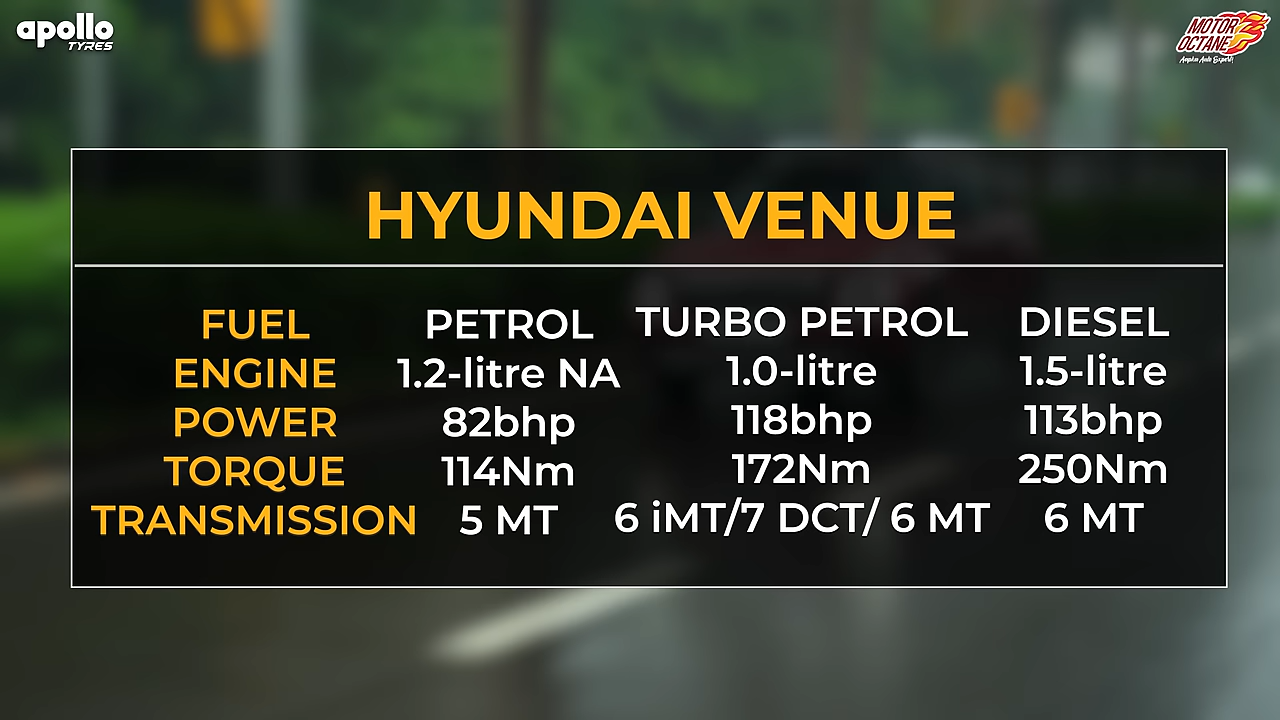 apollo
TYRES
MOTOR
OCTANE
HYUNDAI VENUE
FUEL PETROL TURBO PETROL DIESEL
ENGINE 1.2-litre NA 1.0-litre 1.5-litre
POWER 82bhp 118bhp 113bhp
TORQUE 114Nm 172Nm 250Nm
TRANSMISSION 5 MT 6 iMT/7 DCT/ 6 MT 6 MT